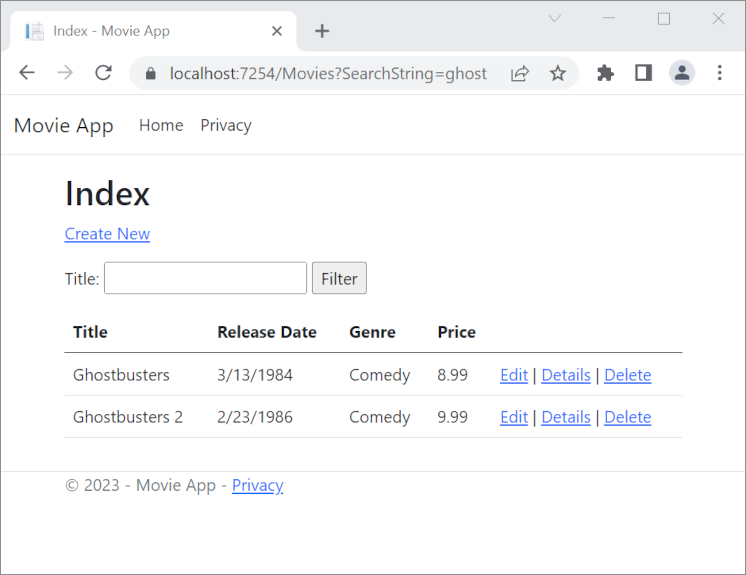 Index - Movie App
localhost:7254/Movies?SearchString=ghost
Movie App Home Privacy
Index
Create New
Title: Filter
Title Release Date Genre Price
Ghostbusters 3/13/1984 Comedy 8.99 Edit | Details | Delete
Ghostbusters 2 2/23/1986 Comedy 9.99 Edit | Details | Delete
© 2023 - Movie App - Privacy